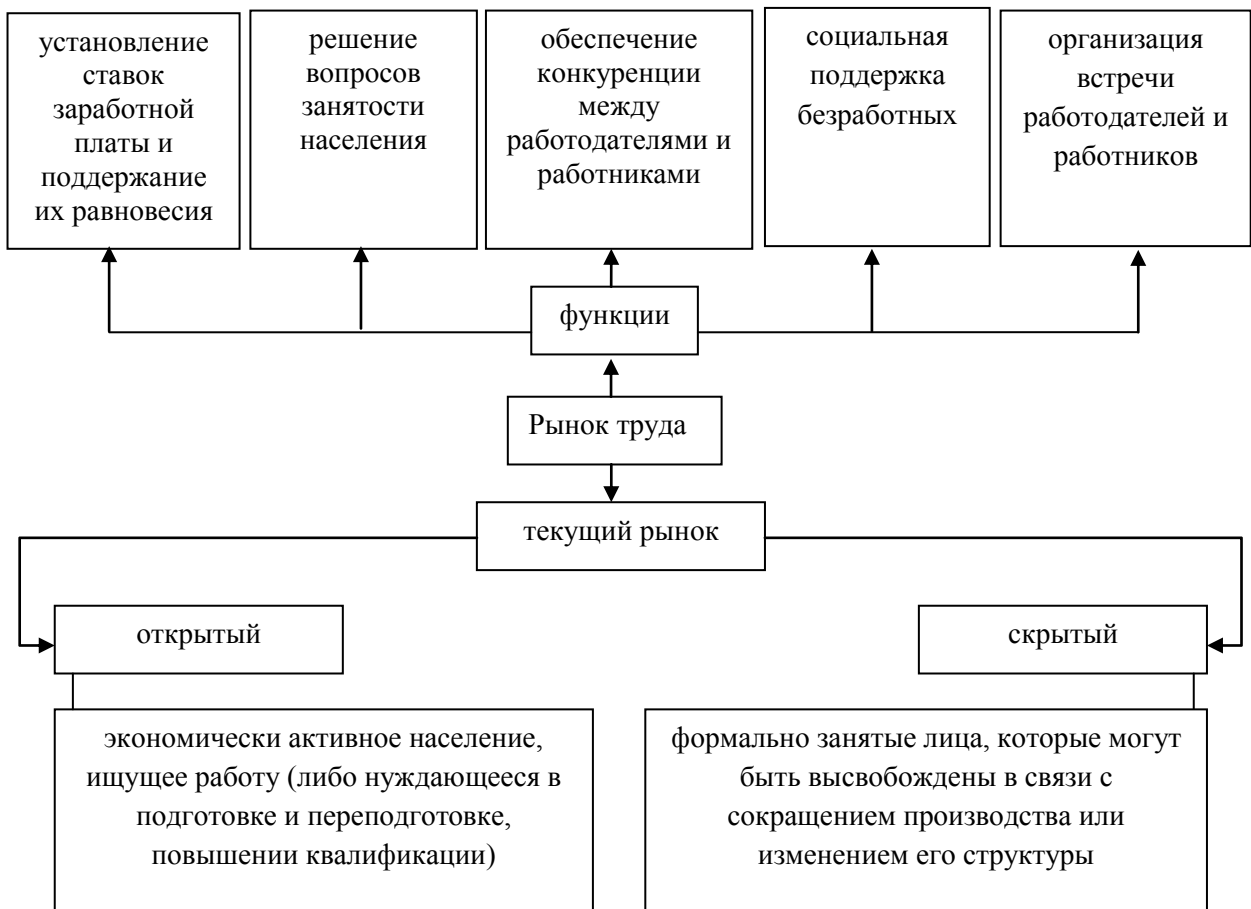 установление
ставок
заработной
платы и
поддержание
их равновесия
решение
вопросов
занятости
населения
обеспечение
конкуренции
между
работодателями и
работниками
социальная
поддержка
безработных
организация
встречи
работодателей и
работников
функции
Рынок труда
текущий рынок
открытый
скрытый
экономически активное население,
ищущее работу (либо нуждающееся в
подготовке и переподготовке,
повышении квалификации)
формально занятые лица, которые могут
быть высвобождены в связи с
сокращением производства или
изменением его структуры